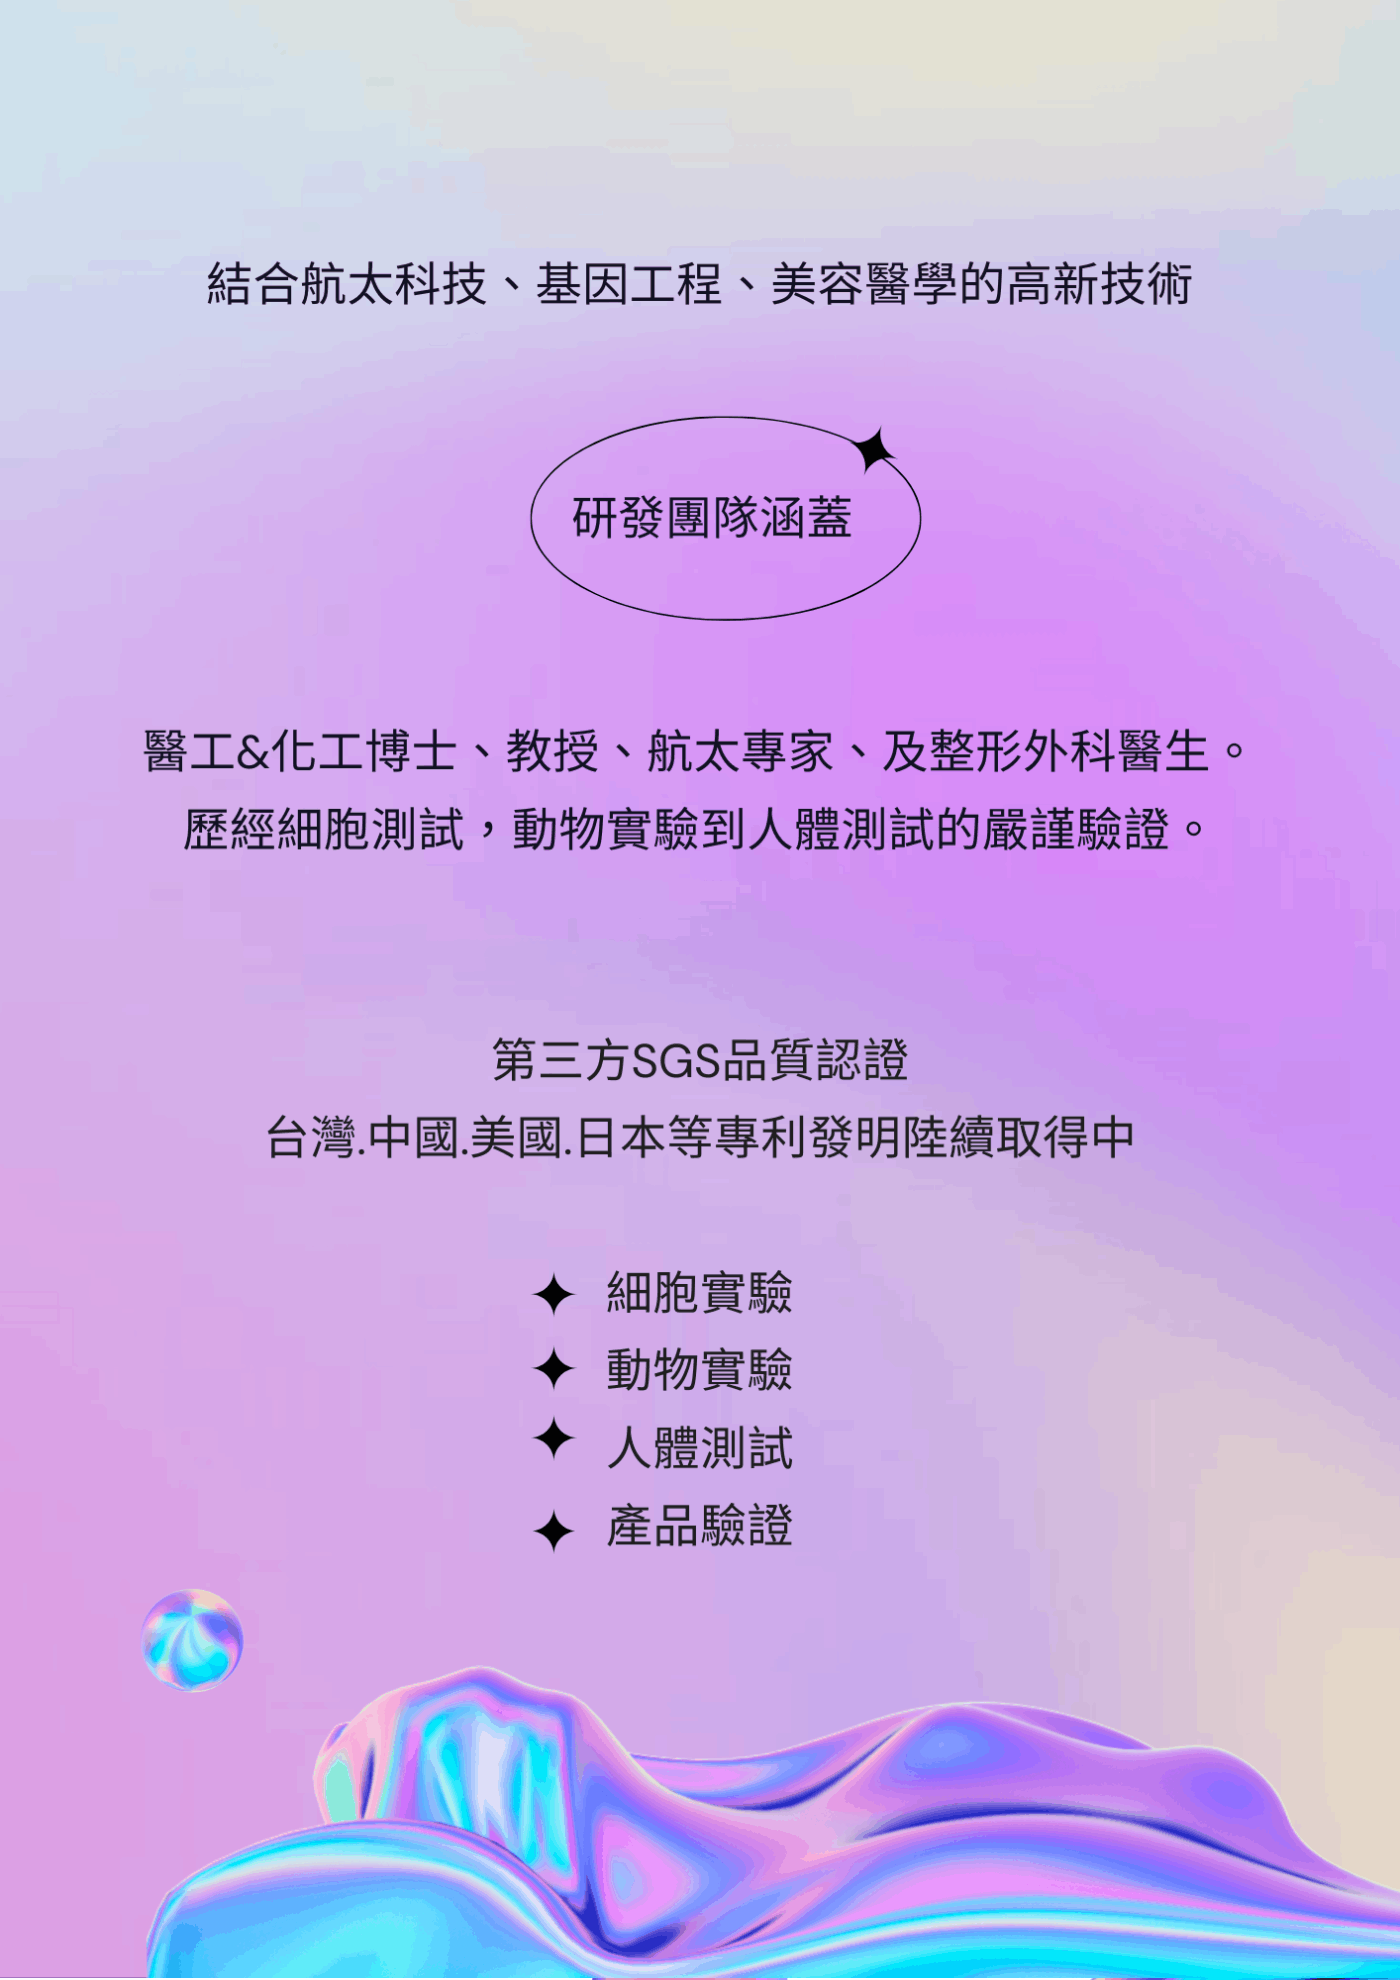 結合航太科技、基因工程、美容醫學的高新技術
研發團隊涵蓋
醫工&化工博士、教授、航太專家、及整形外科醫生。
歷經細胞測試，動物實驗到人體測試的嚴謹驗證。
第三方SGS品質認證
台灣.中國.美國.日本等專利發明陸續取得中
細胞實驗
動物實驗
人體測試
產品驗證